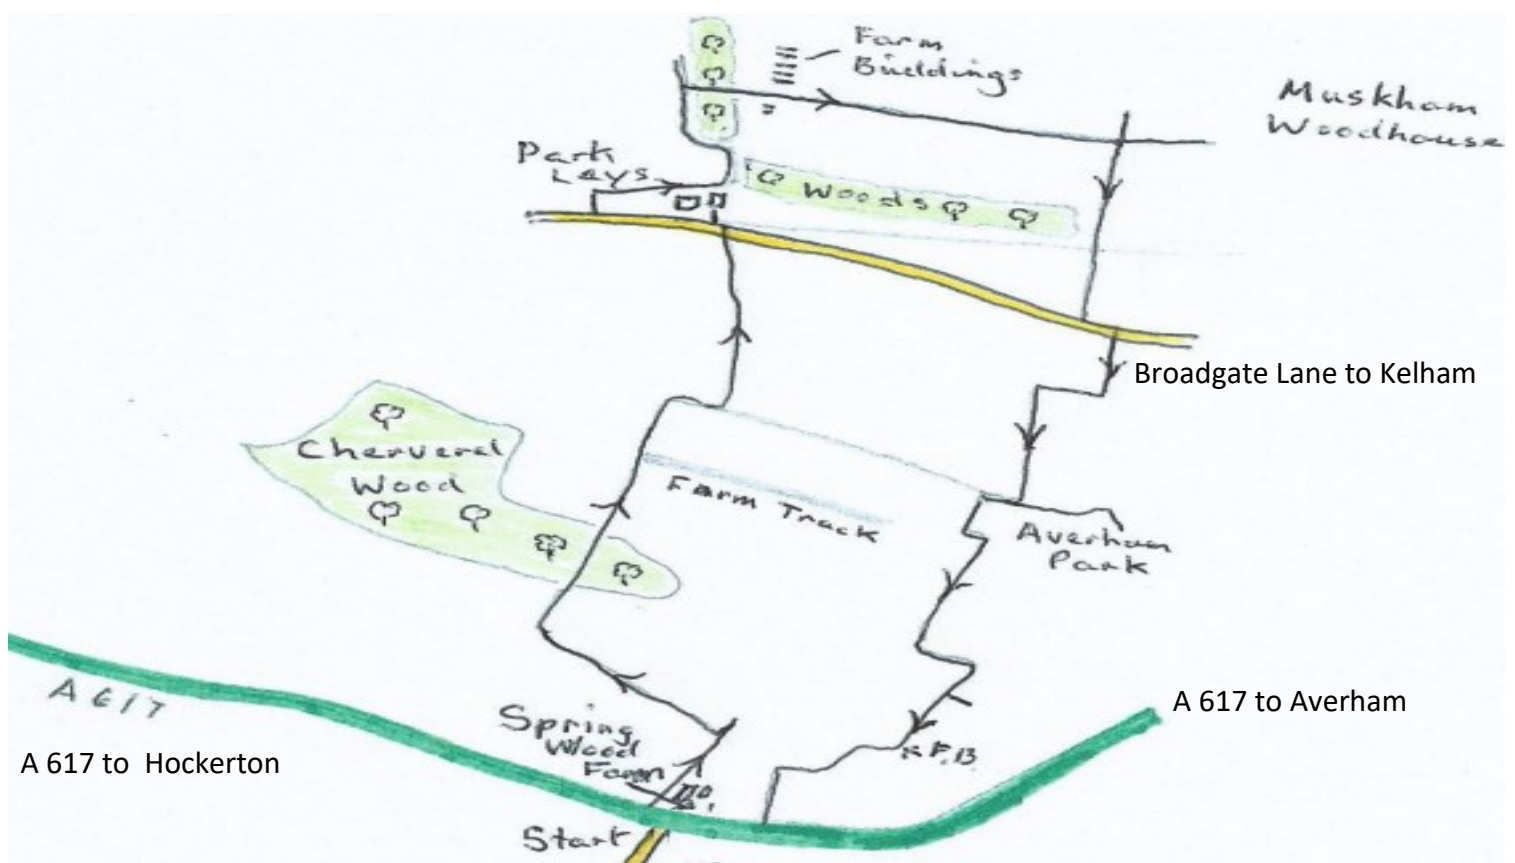 Farm
Buildings
Muskham
Woodhouse
Park
Leys
Woods
Broadgate Lane to Kelham
Cherveral
Wood
Farm Track
Averham
Park
A 617
A 617 to Averham
Spring
Wood
Farm
F.B.
A 617 to Hockerton
Start